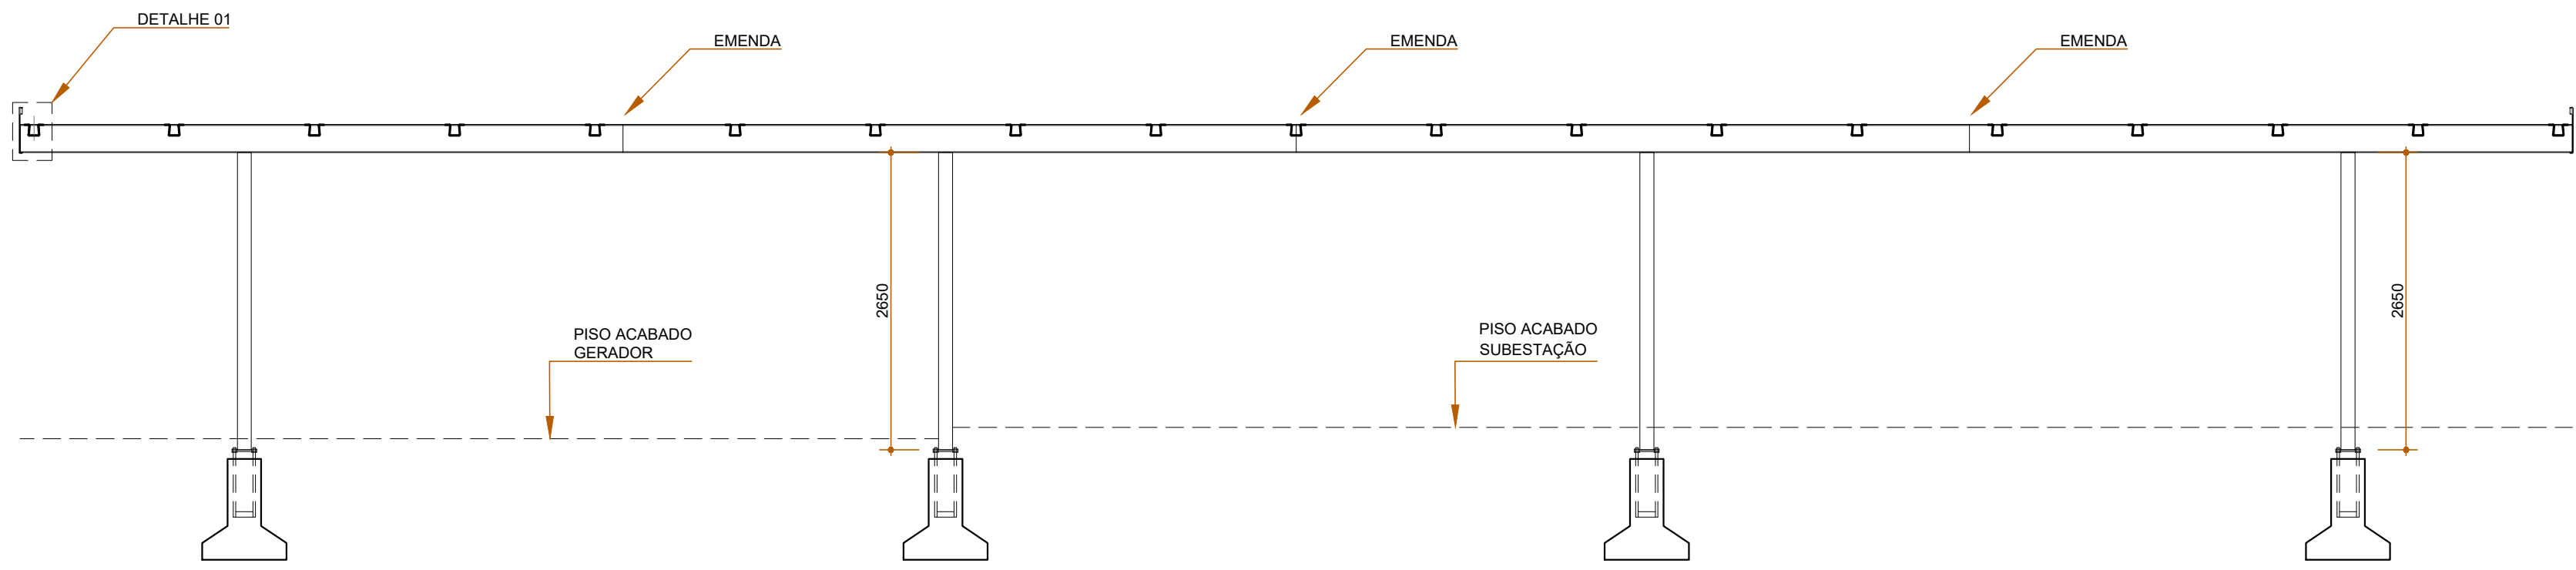 DETALHE 01
EMENDA
EMENDA
EMENDA
2650
2650
PISO ACABADO
GERADOR
PISO ACABADO
SUBESTAÇÃO